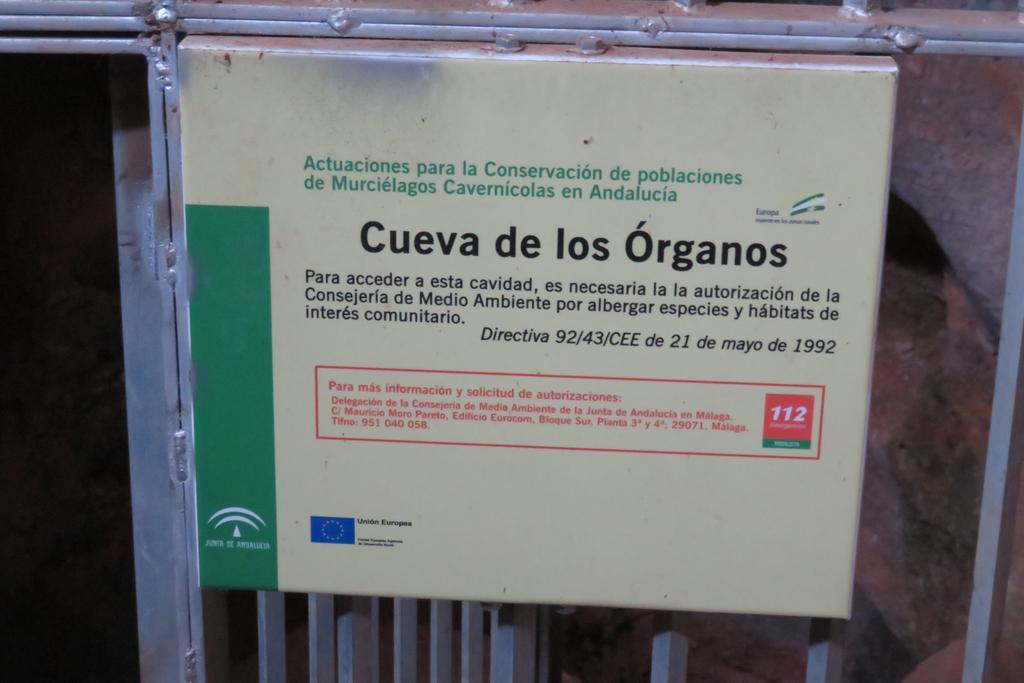 Actuaciones para la Conservación de poblaciones
de Murciélagos Cavernícolas en Andalucía
Europa
Cueva de los Órganos
Para acceder a esta cavidad, es necesaria la la autorización de la
Consejería de Medio Ambiente por albergar especies y hábitats de
interés comunitario.
Directiva 92/43/CEE de 21 de mayo de 1992
Para más información y solicitud de autorizaciones:
Delegación de la Consejería de Medio Ambiente de la Junta de Andalucía en Málaga.
C/ Mauricio Moro Pareto, Edificio Eurocom, Bloque Sur, Planta 3ª y 4ª; 29071. Málaga.
Tlfno: 951 040 058.
112
ANDALUCÍA
JUNTA DE ANDALUCIA
Unión Europea